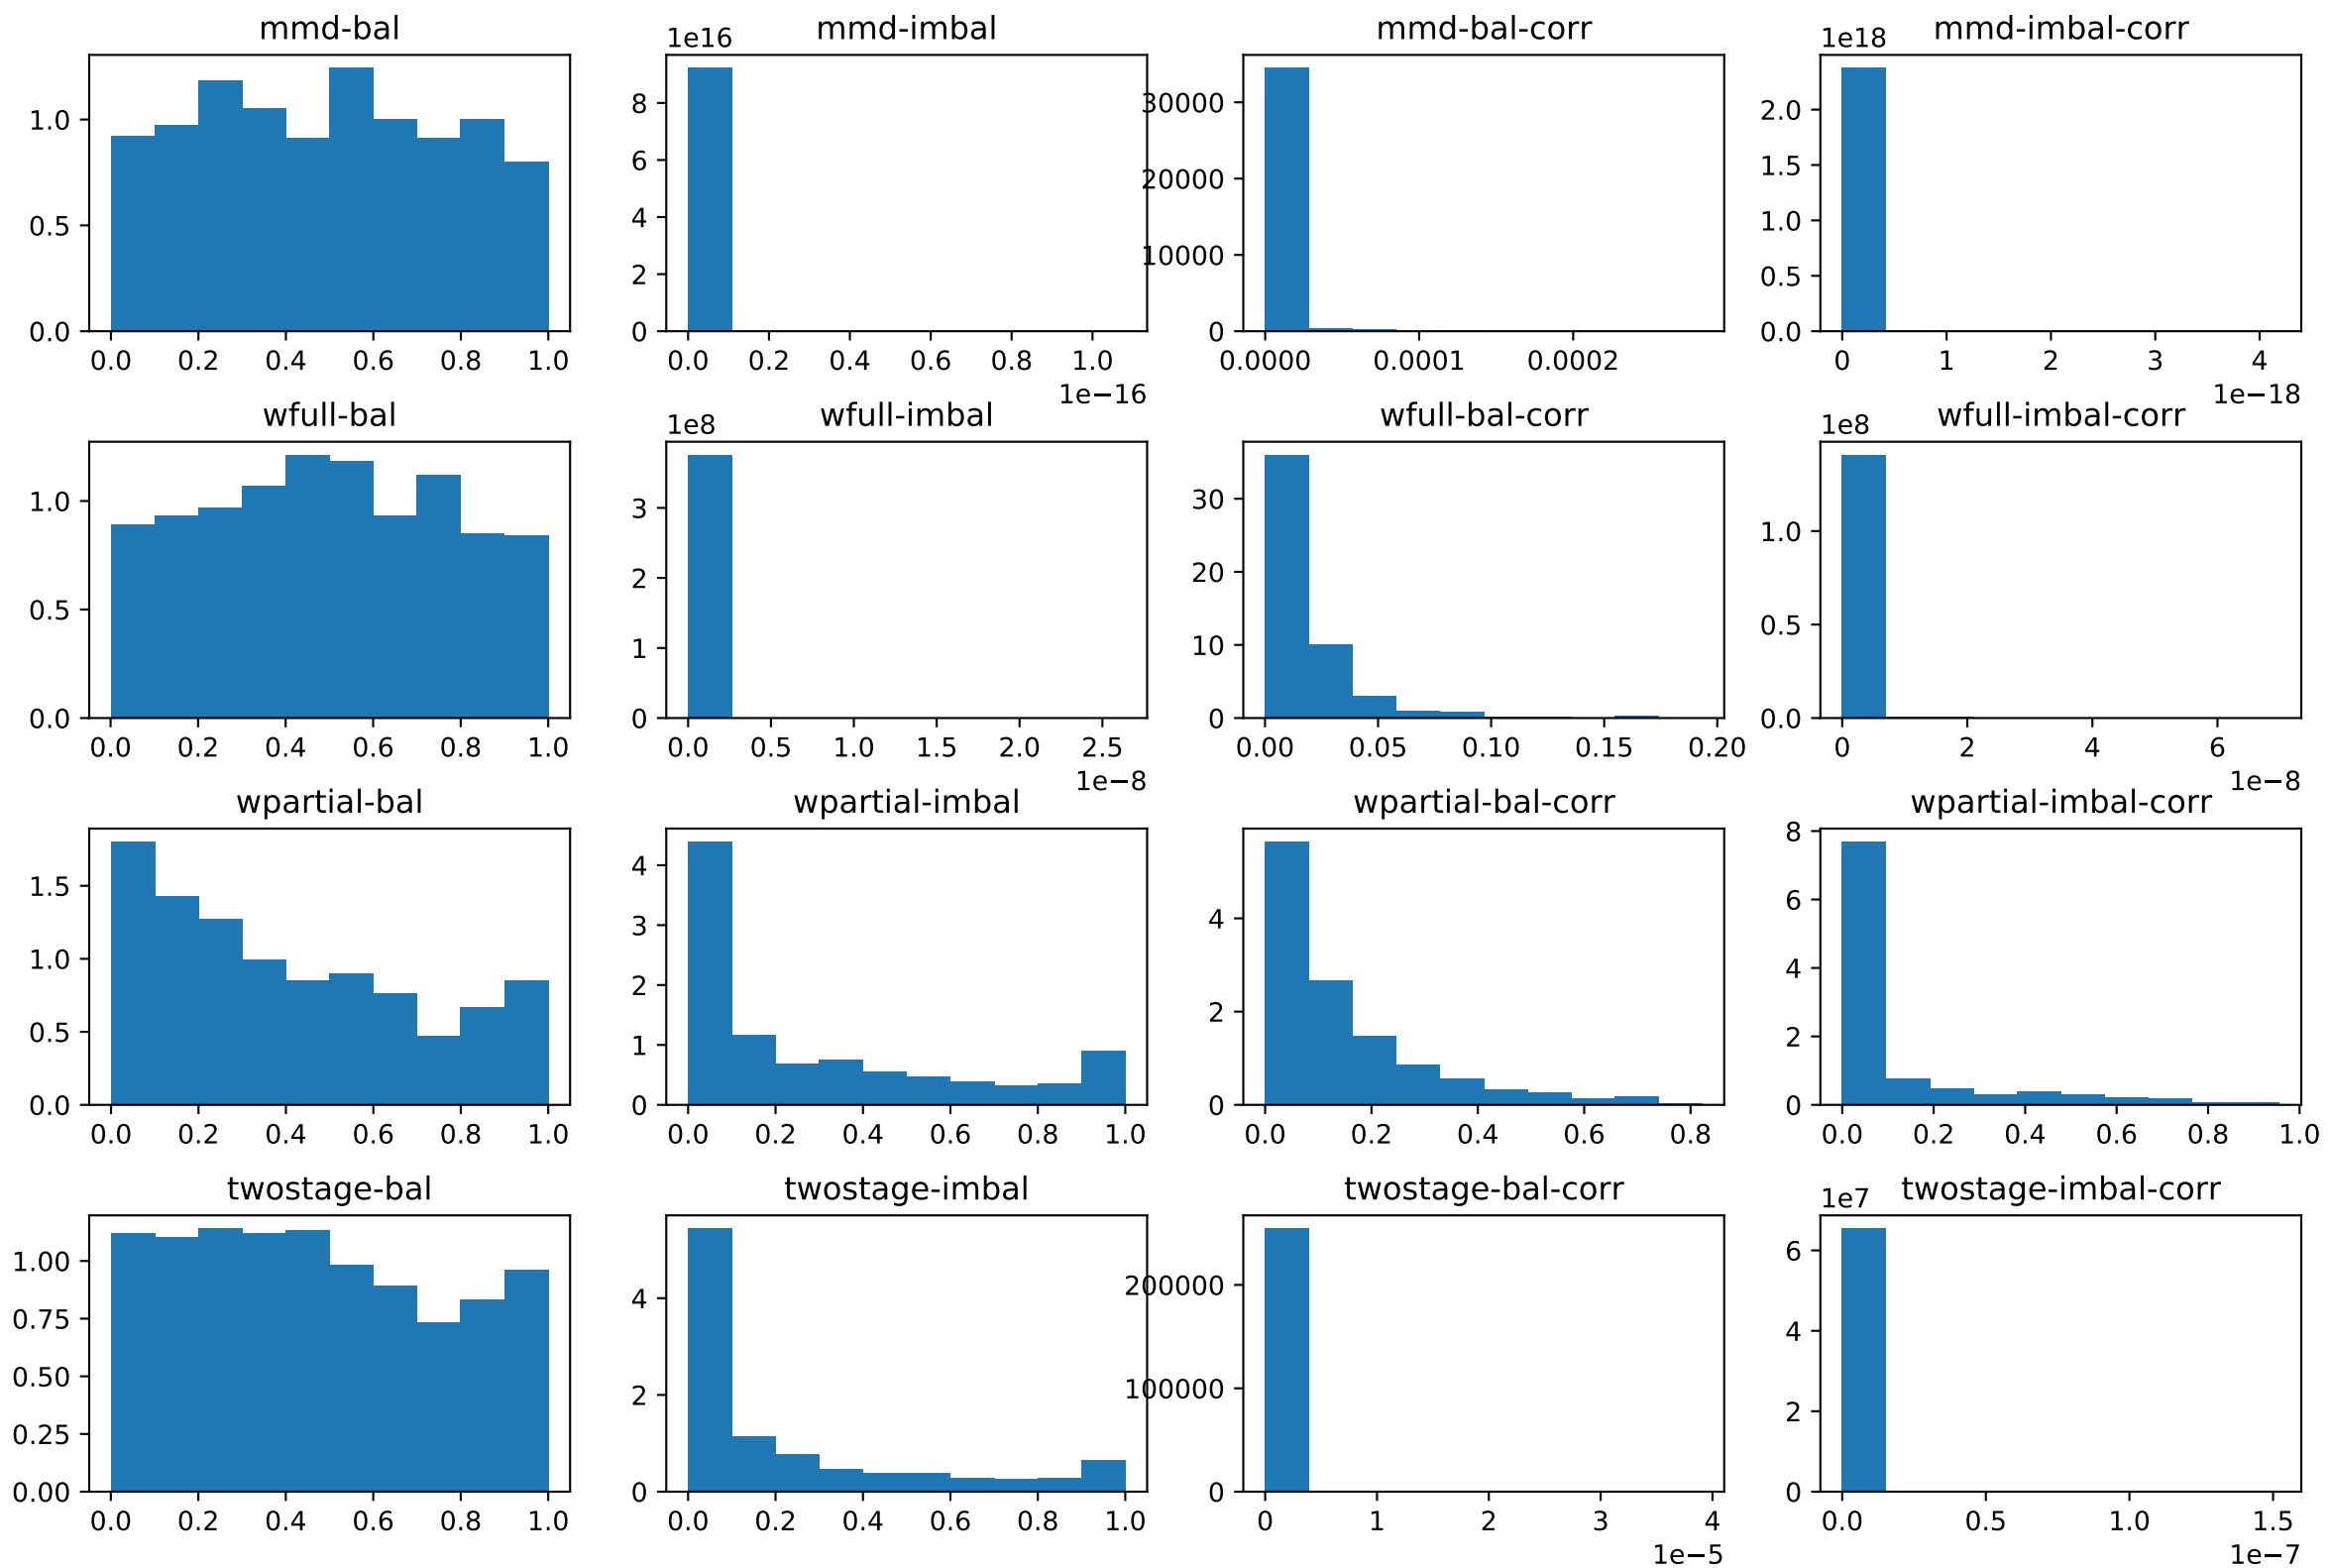 mmd-bal
1.0
0.5
0.0
0.0 0.2 0.4 0.6 0.8 1.0
mmd-imbal
1e16
8
6
4
2
0
0.0 0.2 0.4 0.6 0.8 1.0
1e−16
mmd-bal-corr
30000
20000
10000
0
0.0000 0.0001 0.0002
mmd-imbal-corr
1e18
2.0
1.5
1.0
0.5
0.0
0 1 2 3 4
1e−18
wfull-bal
1.0
0.5
0.0
0.0 0.2 0.4 0.6 0.8 1.0
wfull-imbal
1e8
3
2
1
0
0.0 0.5 1.0 1.5 2.0 2.5
1e−8
wfull-bal-corr
30
20
10
0
0.00 0.05 0.10 0.15 0.20
wfull-imbal-corr
1e8
1.0
0.5
0.0
0 2 4 6
1e−8
wpartial-bal
1.5
1.0
0.5
0.0
0.0 0.2 0.4 0.6 0.8 1.0
wpartial-imbal
4
3
2
1
0
0.0 0.2 0.4 0.6 0.8 1.0
wpartial-bal-corr
4
2
0
0.0 0.2 0.4 0.6 0.8
wpartial-imbal-corr
8
6
4
2
0
0.0 0.2 0.4 0.6 0.8 1.0
twostage-bal
1.00
0.75
0.50
0.25
0.00
0.0 0.2 0.4 0.6 0.8 1.0
twostage-imbal
4
2
0
0.0 0.2 0.4 0.6 0.8 1.0
twostage-bal-corr
200000
100000
0
0 1 2 3 4
1e−5
twostage-imbal-corr
1e7
6
4
2
0
0.0 0.5 1.0 1.5
1e−7